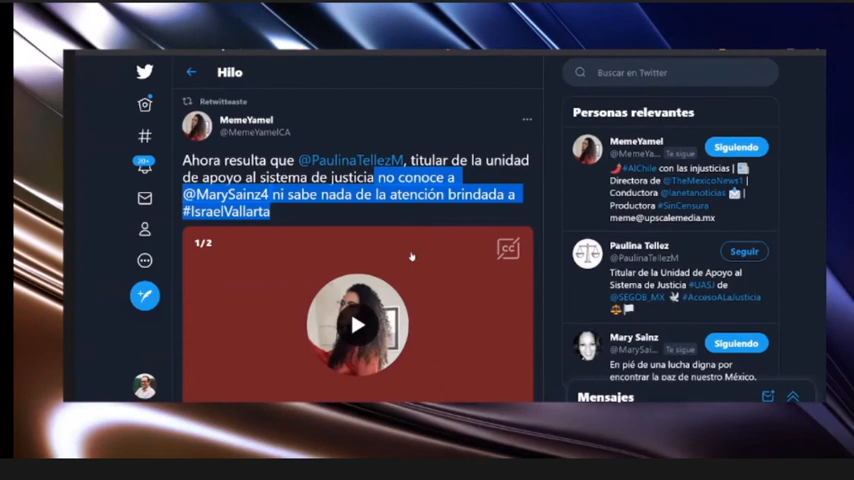 Hilo
Buscar en Twitter
Retwitteaste
MemeYamel
@MemeYamelCA
Ahora resulta que @PaulinaTellezM, titular de la unidad
de apoyo al sistema de justicia no conoce a
@MarySainz4 ni sabe nada de la atención brindada a
#IsraelVallarta
1/2
CC
20+
Personas relevantes
MemeYamel
@MemeYa... Te sigue
Siguiendo
#AlChile con las injusticias |
Directora de @TheMexicoNews1 |
Conductora @lanetanoticias |
Productora #SinCensura
meme@upscalemedia.mx
Paulina Tellez
@PaulinaTellezM
Seguir
Titular de la Unidad de Apoyo al
Sistema de Justicia #UASJ de
@SEGOB_MX #AccesoALaJusticia
Mary Sainz
@MarySai... Te sigue
Siguiendo
En pié de una lucha digna por
encontrar la paz de nuestro México.
Mensajes